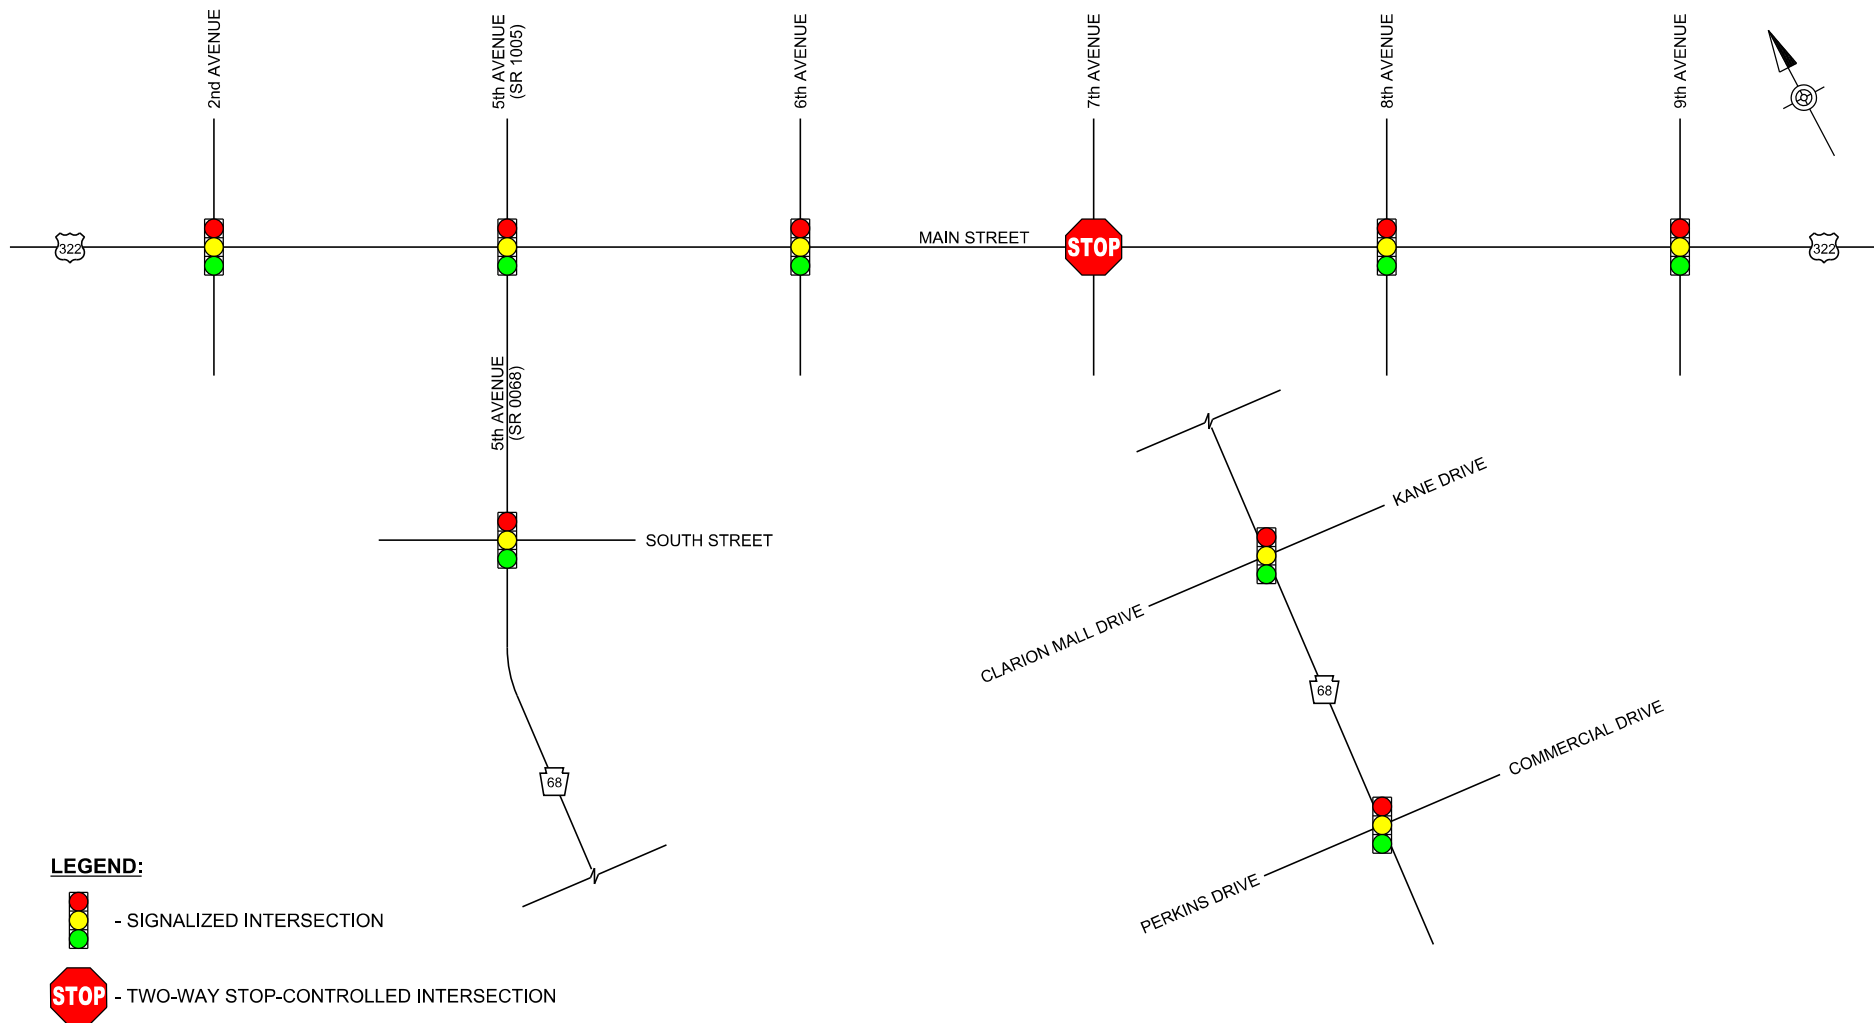 2nd AVENUE
5th AVENUE
(SR 1005)
6th AVENUE
7th AVENUE
8th AVENUE
9th AVENUE
322
MAIN STREET
STOP
322
5th AVENUE
(SR 0068)
SOUTH STREET
KANE DRIVE
CLARION MALL DRIVE
68
68
COMMERCIAL DRIVE
PERKINS DRIVE
LEGEND:
- SIGNALIZED INTERSECTION
STOP - TWO-WAY STOP-CONTROLLED INTERSECTION